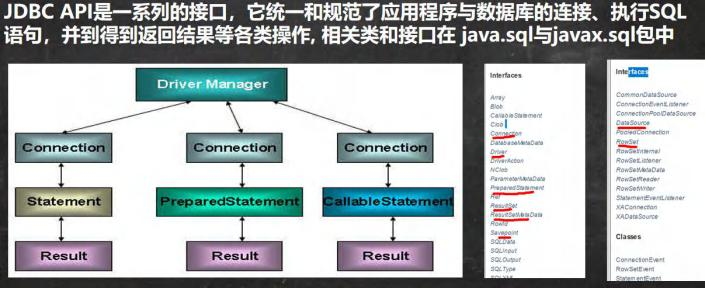 JDBC API是一系列的接口，它统一和规范了应用程序与数据库的连接、执行SQL
语句，并到得到返回结果等各类操作, 相关类和接口在 java.sql与javax.sql包中
Driver Manager
Connection
Connection
Connection
Statement
PreparedStatement
CallableStatement
Result
Result
Result
Interfaces
Array
Blob
CallableStatement
Clob
Connection
DatabaseMetaData
Driver
DriverAction
NClob
ParameterMetaData
PreparedStatement
Ref
ResultSet
ResultSetMetaData
RowId
Savepoint
SQLData
SQLInput
SQLOutput
SQLType
SQLXML
Interfaces
CommonDataSource
ConnectionEventListener
ConnectionPoolDataSource
DataSource
PooledConnection
RowSet
RowSetInternal
RowSetListener
RowSetMetaData
RowSetReader
RowSetWriter
StatementEventListener
XAConnection
XADataSource
Classes
ConnectionEvent
RowSetEvent
StatementEvent